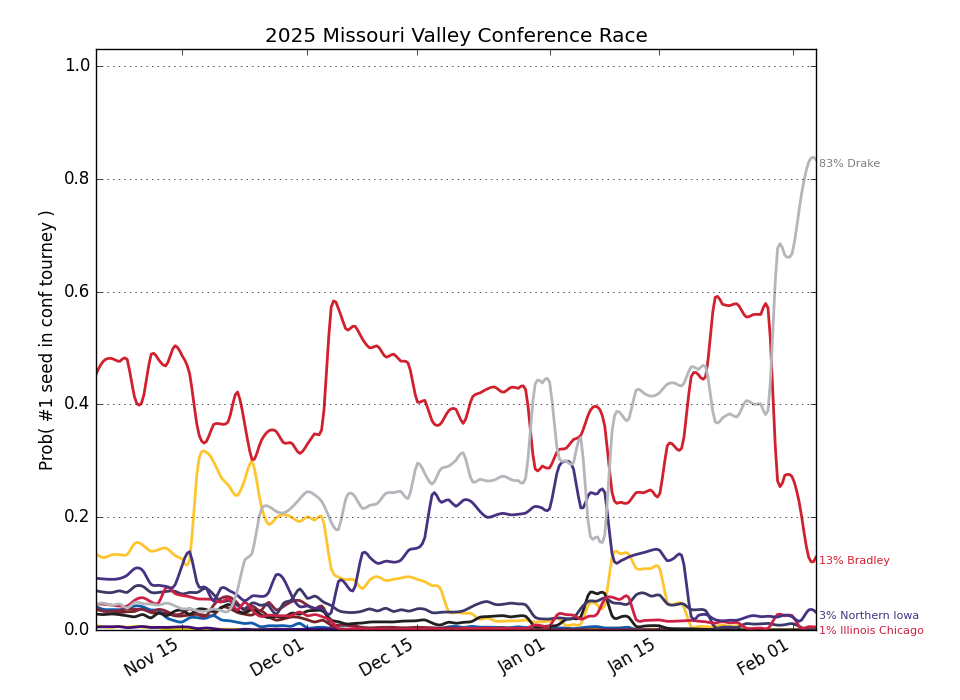 2025 Missouri Valley Conference Race
Prob( #1 seed in conf tourney )
1.0
0.8
0.6
0.4
0.2
0.0
83% Drake
13% Bradley
3% Northern Iowa
1% Illinois Chicago
Nov 15
Dec 01
Dec 15
Jan 01
Jan 15
Feb 01